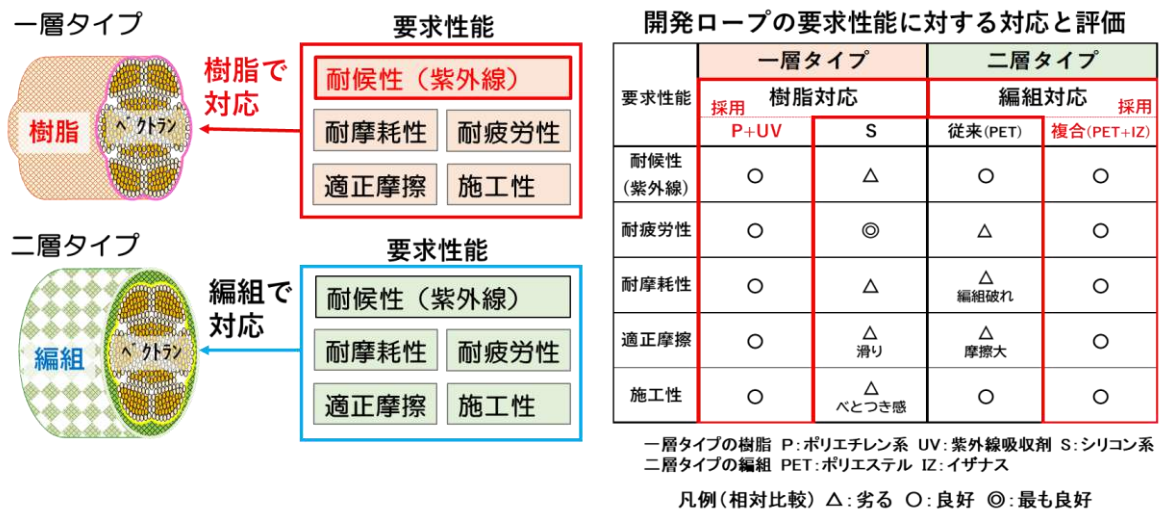 一層タイプ
要求性能
樹脂
ベクトラン
樹脂で
対応
耐候性（紫外線）
耐摩耗性 耐疲労性
適正摩擦 施工性
二層タイプ
要求性能
編組
ベクトラン
編組で
対応
耐候性（紫外線）
耐摩耗性 耐疲労性
適正摩擦 施工性
開発ロープの要求性能に対する対応と評価
要求性能 一層タイプ 二層タイプ
採用 樹脂対応 編組対応 採用
P+UV S 従来(PET) 複合(PET+IZ)
耐候性
(紫外線) ○ △ ○ ○
耐疲労性 ○ ◎ △ ○
耐摩耗性 ○ △ △ ○
編組破れ
適正摩擦 ○ △ △ ○
滑り 摩擦大
施工性 ○ △ ○ ○
べとつき感
一層タイプの樹脂 P:ポリエチレン系 UV:紫外線吸収剤 S:シリコン系
二層タイプの編組 PET:ポリエステル IZ:イザナス
凡例(相対比較) △:劣る ○:良好 ◎:最も良好